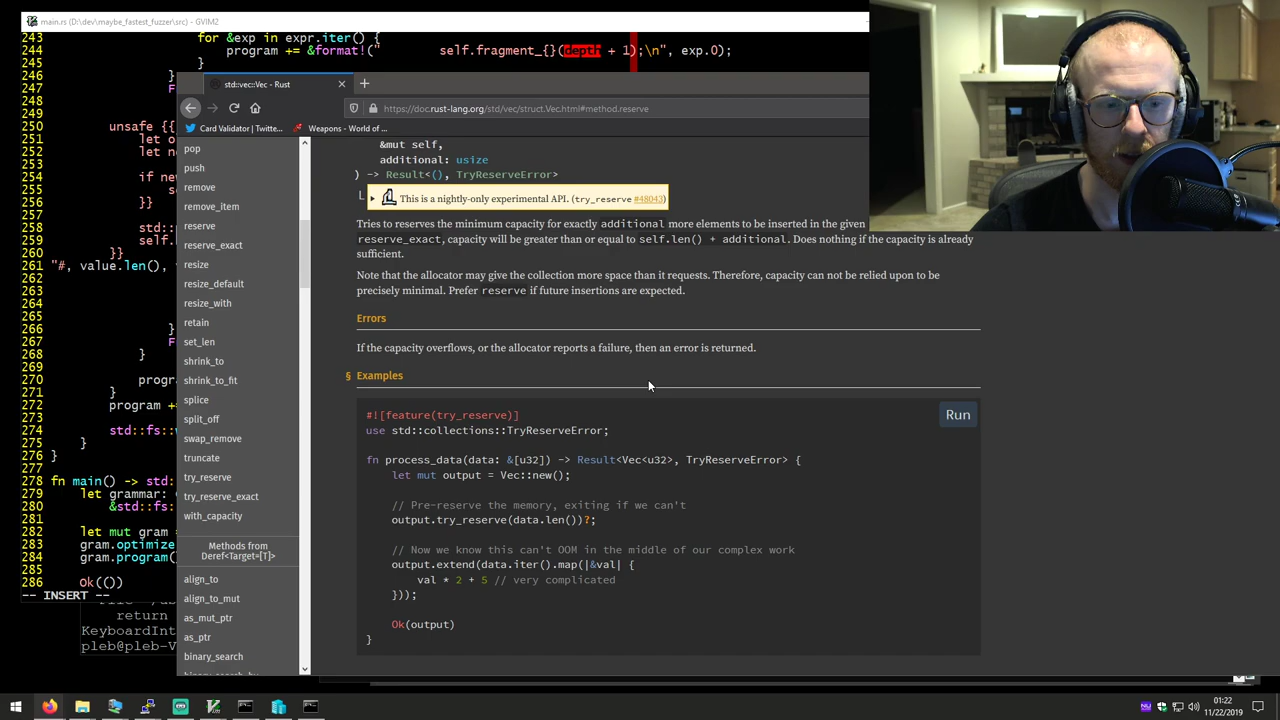 main.rs (D:\dev\maybe_fastest_fuzzer\src) - GVIM2
243 for &exp in expr.iter() {
244 program += &format!(" self.fragment_{}(depth + 1);\n", exp.0);
245 }
246 }
247 F
248
249
250 unsafe {{
251 let o
252 let n
253
254 if new
255 s
256 }}
257
258 std::p
259 self.b
260 }}
261 "#, value.len(),
262
263
264
265
266 }
267 F
268 }
269
270 progra
271 }
272 program +=
273
274 std::fs::w
275 }
276 }
277
278 fn main() -> std:
279 let grammar:
280 &std::fs:
281
282 let mut gram =
283 gram.optimize
284 gram.program(
285
286 Ok(())
-- INSERT --
return
KeyboardInt
pleb@pleb-V
std::vec::Vec - Rust
https://doc.rust-lang.org/std/vec/struct.Vec.html#method.reserve
Card Validator | Twitte...
Weapons - World of ...
pop
push
remove
remove_item
reserve
reserve_exact
resize
resize_default
resize_with
retain
set_len
shrink_to
shrink_to_fit
splice
split_off
swap_remove
truncate
try_reserve
try_reserve_exact
with_capacity
Methods from
Deref<Target=[T]>
align_to
align_to_mut
as_mut_ptr
as_ptr
binary_search
&mut self,
additional: usize
) -> Result<(), TryReserveError>
This is a nightly-only experimental API. (try_reserve #48043)
Tries to reserves the minimum capacity for exactly additional more elements to be inserted in the given
reserve_exact, capacity will be greater than or equal to self.len() + additional. Does nothing if the capacity is already
sufficient.
Note that the allocator may give the collection more space than it requests. Therefore, capacity can not be relied upon to be
precisely minimal. Prefer reserve if future insertions are expected.
Errors
If the capacity overflows, or the allocator reports a failure, then an error is returned.
§ Examples
Run
#![feature(try_reserve)]
use std::collections::TryReserveError;
fn process_data(data: &[u32]) -> Result<Vec<u32>, TryReserveError> {
let mut output = Vec::new();
// Pre-reserve the memory, exiting if we can't
output.try_reserve(data.len())?;
// Now we know this can't OOM in the middle of our complex work
output.extend(data.iter().map(|&val| {
val * 2 + 5 // very complicated
}));
Ok(output)
}
01:22
11/22/2019